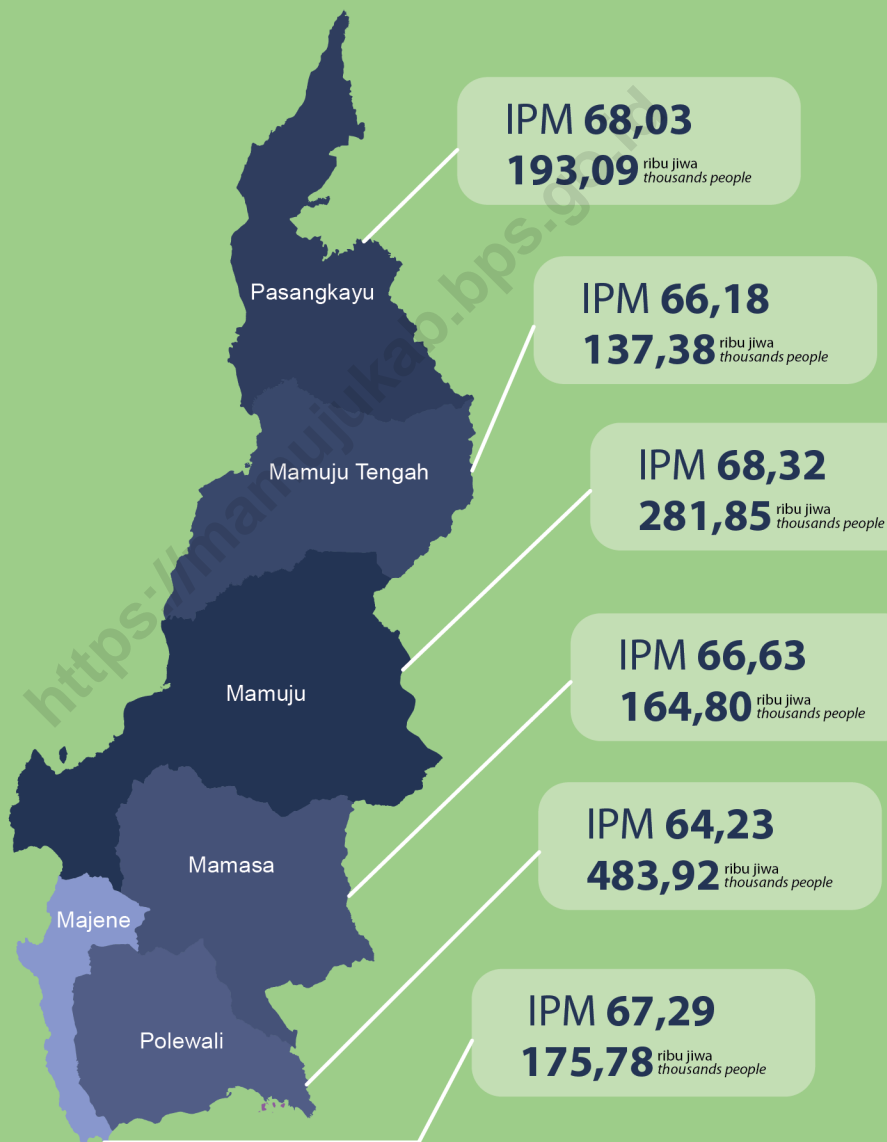 IPM 68,03
193,09 ribu jiwa
thousands people
Pasangkayu
IPM 66,18
137,38 ribu jiwa
thousands people
Mamuju Tengah
IPM 68,32
281,85 ribu jiwa
thousands people
Mamuju
IPM 66,63
164,80 ribu jiwa
thousands people
Mamasa
IPM 64,23
483,92 ribu jiwa
thousands people
Majene
Polewali
IPM 67,29
175,78 ribu jiwa
thousands people
https://mamujukab.bps.go.id